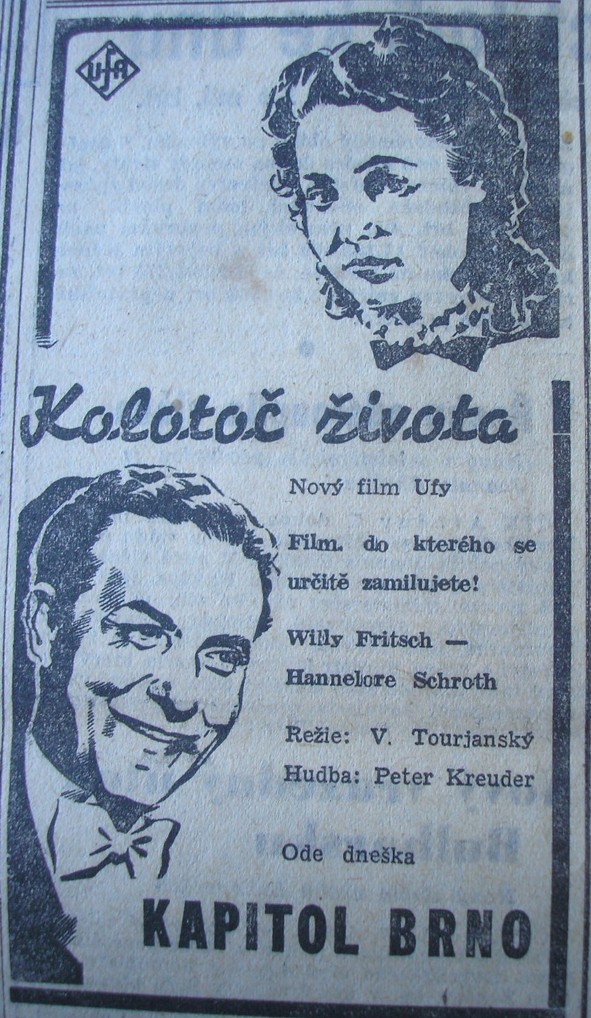 UFA
Kolotoč života
Nový film Ufy
Film. do kterého se
určitě zamilujete!
Willy Fritsch —
Hannelore Schroth
Režie: V. Tourjanský
Hudba: Peter Kreuder
Ode dneška
KAPITOL BRNO